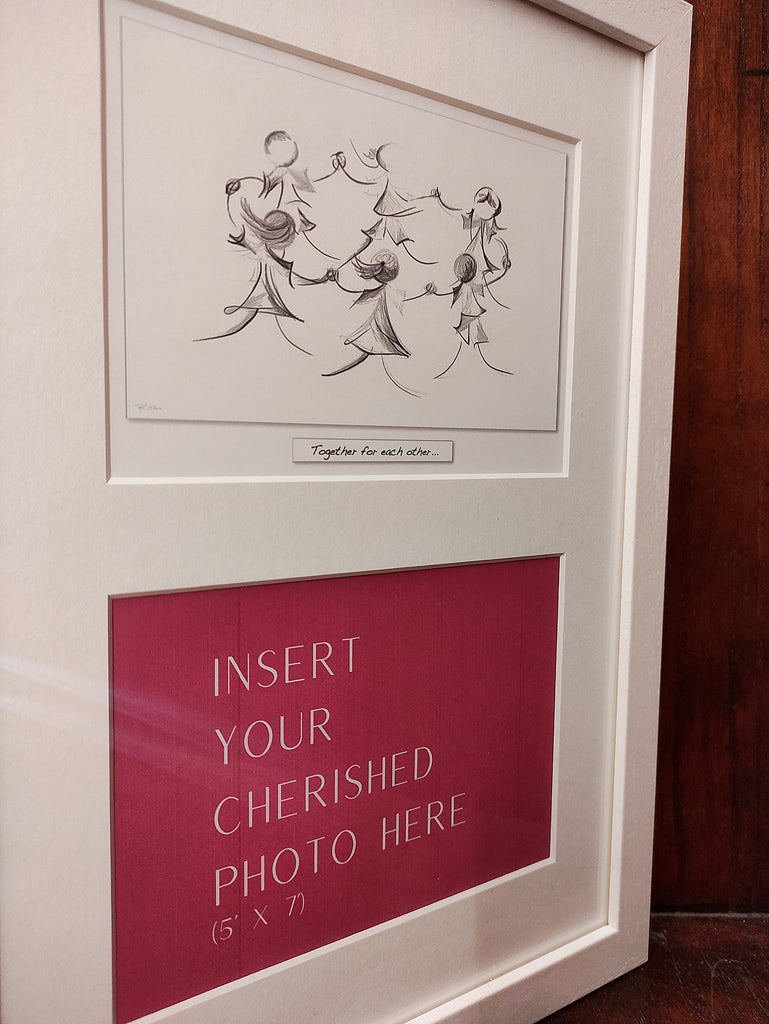 Together for each other...
INSERT
YOUR
CHERISHED
PHOTO HERE
(5' X 7')